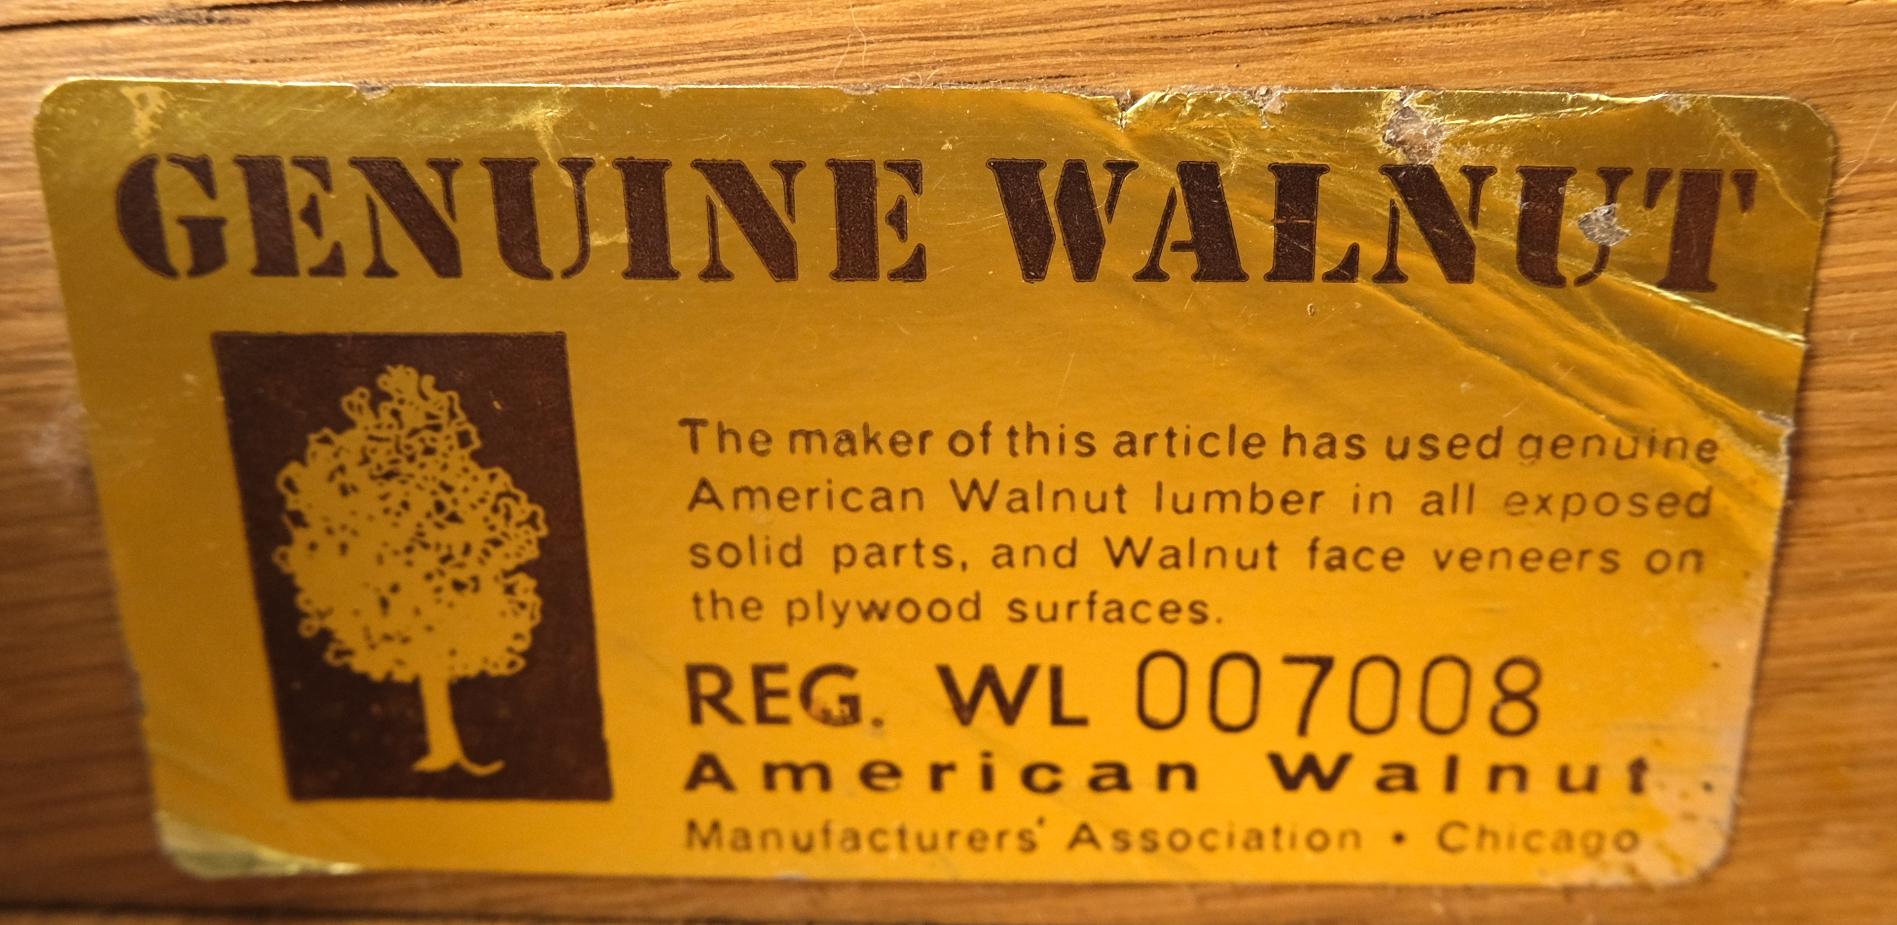 GENUINE WALNUT
The maker of this article has used genuine
American Walnut lumber in all exposed
solid parts, and Walnut face veneers on
the plywood surfaces.
REG. WL 007008
American Walnut
Manufacturers' Association • Chicago